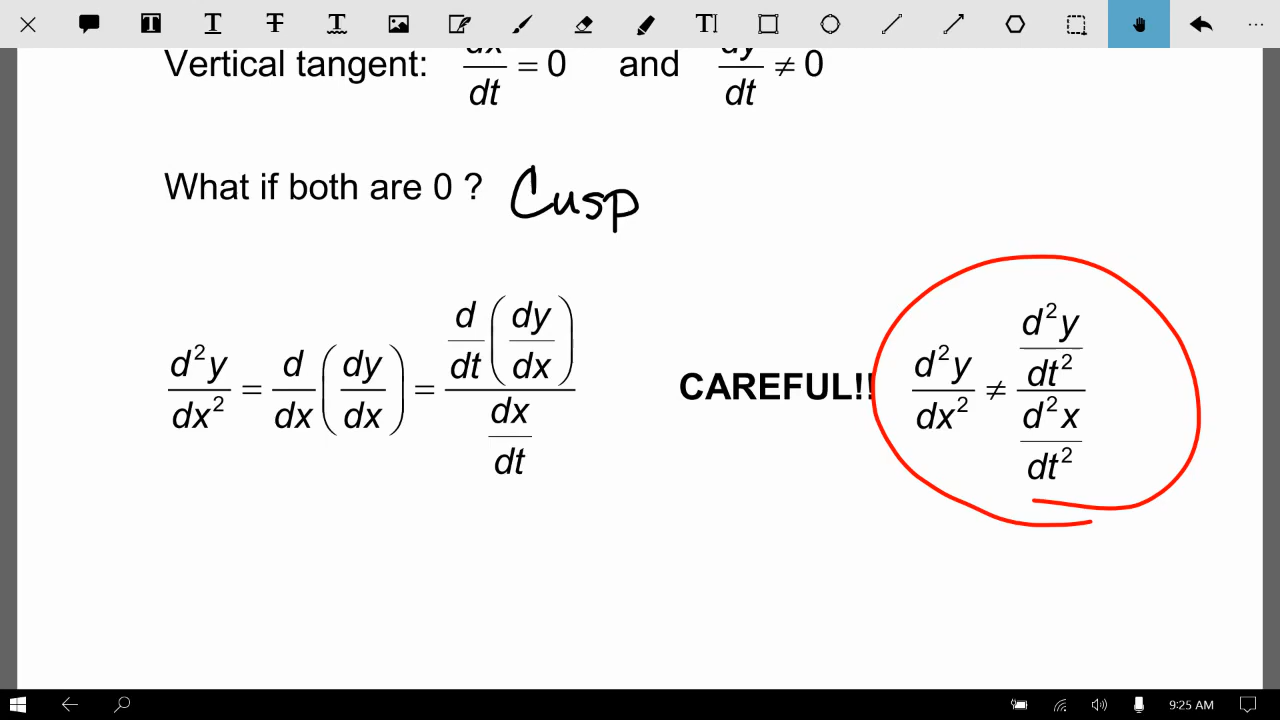 Vertical tangent: dx/dt = 0 and dy/dt ≠ 0
What if both are 0 ? Cusp
d²y/dx² = d/dx (dy/dx) = (d/dt (dy/dx)) / (dx/dt) CAREFUL!! d²y/dx² ≠ (d²y/dt²) / (d²x/dt²)
9:25 AM